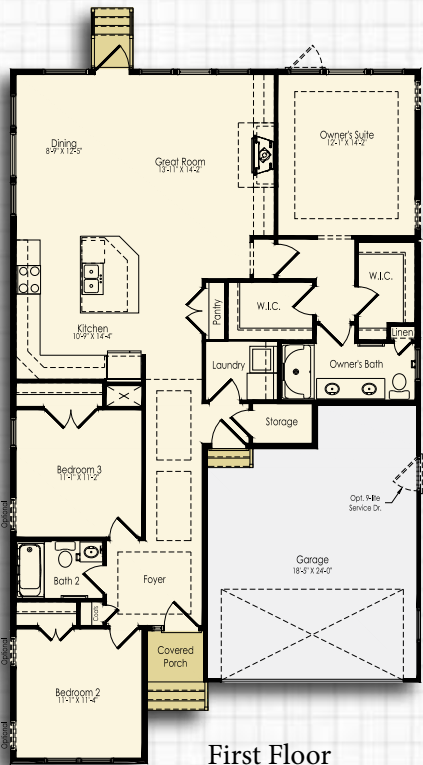 Dining
8'-9" X 12'-5"
Great Room
13'-11" X 14'-2"
Owner's Suite
12'-1" X 14'-2"
W.I.C.
W.I.C.
Pantry
Linen
Kitchen
10'-9" X 14'-4"
Laundry
Owner's Bath
Storage
Bedroom 3
11'-1" X 11'-2"
Opt. 9-lite
Service Dr.
Optional
Garage
18'-5" X 24'-0"
Bath 2
Foyer
Coats
Covered
Porch
Optional
Bedroom 2
11'-1" X 11'-4"
Optional
First Floor